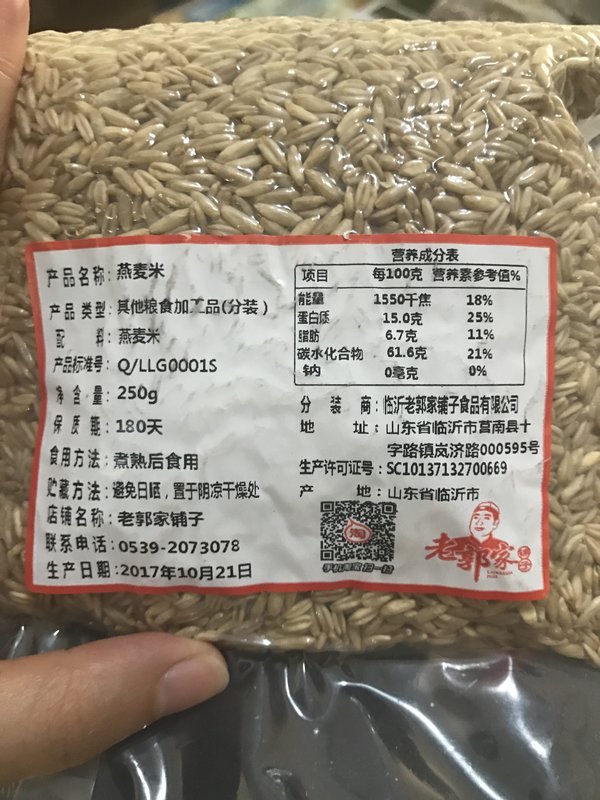 产品名称：燕麦米
产品 类型：其他粮食加工品(分装）
配 料：燕麦米
产品标准号：Q/LLG0001S
净 含 量：250g
保 质 期：180天
食用方法：煮熟后食用
贮藏方法：避免日晒，置于阴凉干燥处
店铺名称：老郭家铺子
联系电话：0539-2073078
生产日期：2017年10月21日
营养成分表
项目 每100克 营养素参考值%
能量 1550千焦 18%
蛋白质 15.0克 25%
脂肪 6.7克 11%
碳水化合物 61.6克 21%
钠 0毫克 0%
分 装 商：临沂老郭家铺子食品有限公司
地 址：山东省临沂市莒南县十
字路镇岚济路000595号
生产许可证号：SC10137132700669
产 地：山东省临沂市
淘
手机淘宝扫一扫
老郭家
铺子